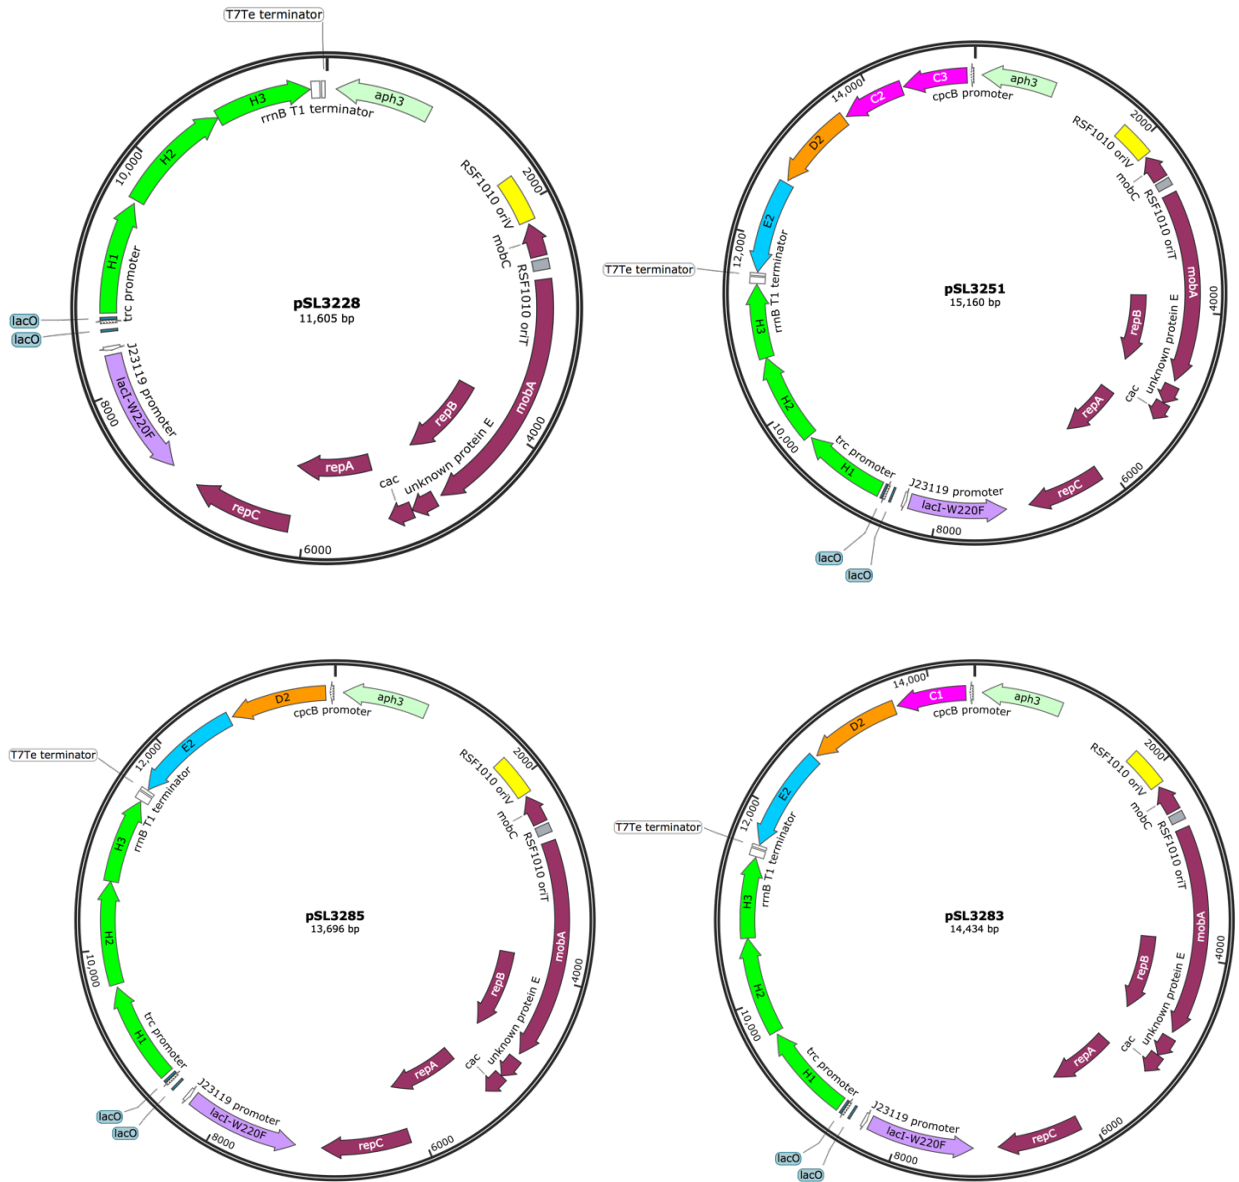 T7Te terminator
H3
rrnB T1 terminator
aph3
10,000
H2
2000
RSF1010 oriV
mobC
RSF1010 oriT
H1
trc promoter
pSL3228
11,605 bp
lacO
lacO
J23119 promoter
lacI-W220F
8000
mobA
repB
4000
repA
unknown protein E
cac
repC
6000
C3
cpcB promoter
aph3
14,000
C2
2000
RSF1010 oriV
D2
mobC
RSF1010 oriT
E2
12,000
T7Te terminator
rrnB T1 terminator
mobA
pSL3251
15,160 bp
4000
H3
repB
unknown protein E
H2
repA
cac
10,000
trc promoter
H1
6000
J23119 promoter
lacI-W220F
repC
8000
lacO
lacO
D2
cpcB promoter
aph3
E2
12,000
T7Te terminator
rrnB T1 terminator
2000
RSF1010 oriV
mobC
RSF1010 oriT
H3
pSL3285
13,696 bp
mobA
H2
10,000
repB
4000
unknown protein E
trc promoter
H1
repA
cac
lacO
lacO
J23119 promoter
lacI-W220F
8000
repC
6000
14,000
C1
cpcB promoter
aph3
D2
2000
RSF1010 oriV
E2
12,000
mobC
RSF1010 oriT
T7Te terminator
rrnB T1 terminator
H3
pSL3283
14,434 bp
mobA
4000
H2
repB
10,000
unknown protein E
trc promoter
H1
repA
cac
J23119 promoter
lacI-W220F
repC
6000
lacO
lacO
8000